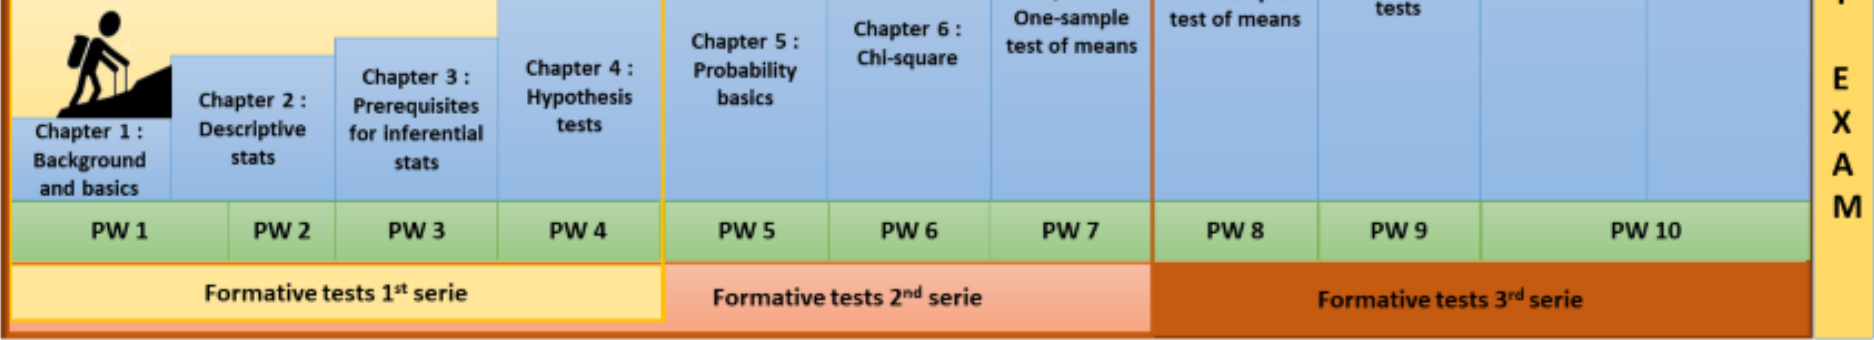 Chapter 1 :
Background
and basics
Chapter 2 :
Descriptive
stats
Chapter 3 :
Prerequisites
for inferential
stats
Chapter 4 :
Hypothesis
tests
Chapter 5 :
Probability
basics
Chapter 6 :
Chi-square
One-sample
test of means
test of means
tests
PW 1
PW 2
PW 3
PW 4
PW 5
PW 6
PW 7
PW 8
PW 9
PW 10
Formative tests 1st serie
Formative tests 2nd serie
Formative tests 3rd serie
E
X
A
M